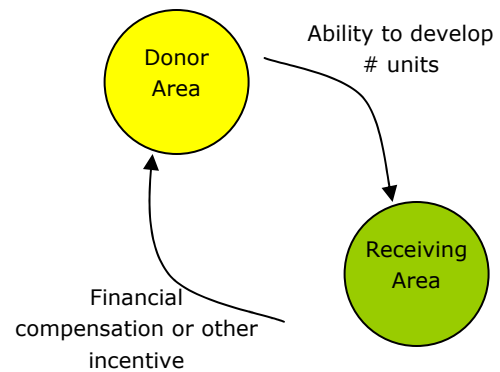 Donor
Area
Ability to develop
# units
Receiving
Area
Financial
compensation or other
incentive